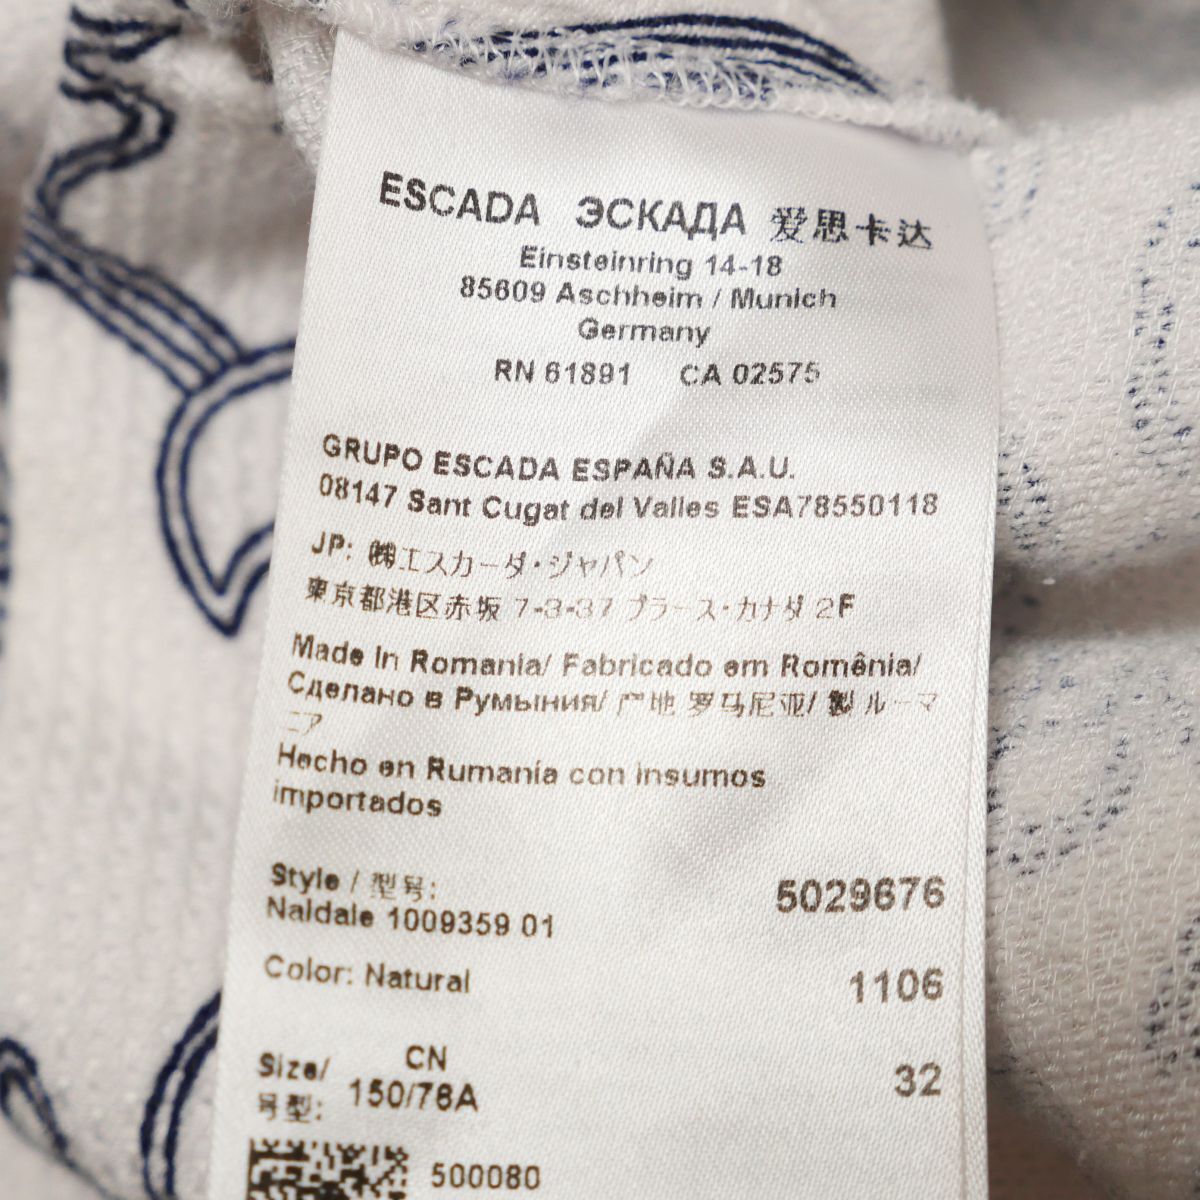 ESCADA ЭСКАДА 爱思卡达
Einsteinring 14-18
85609 Aschheim / Munich
Germany
RN 61891 CA 02575
GRUPO ESCADA ESPAÑA S.A.U.
08147 Sant Cugat del Valles ESA78550118
JP: ㈱エスカーダ・ジャパン
東京都港区赤坂 7-3-37 プラース・カナダ 2F
Made In Romania/ Fabricado em Romênia/
Сделано в Румыния/ 产地 罗马尼亚/ 製 ルーマ
ニア
Hecho en Rumanía con insumos
importados
Style / 型号: 5029676
Naldale 1009359 01
Color: Natural 1106
Size/ CN 32
号型: 150/76A
500080